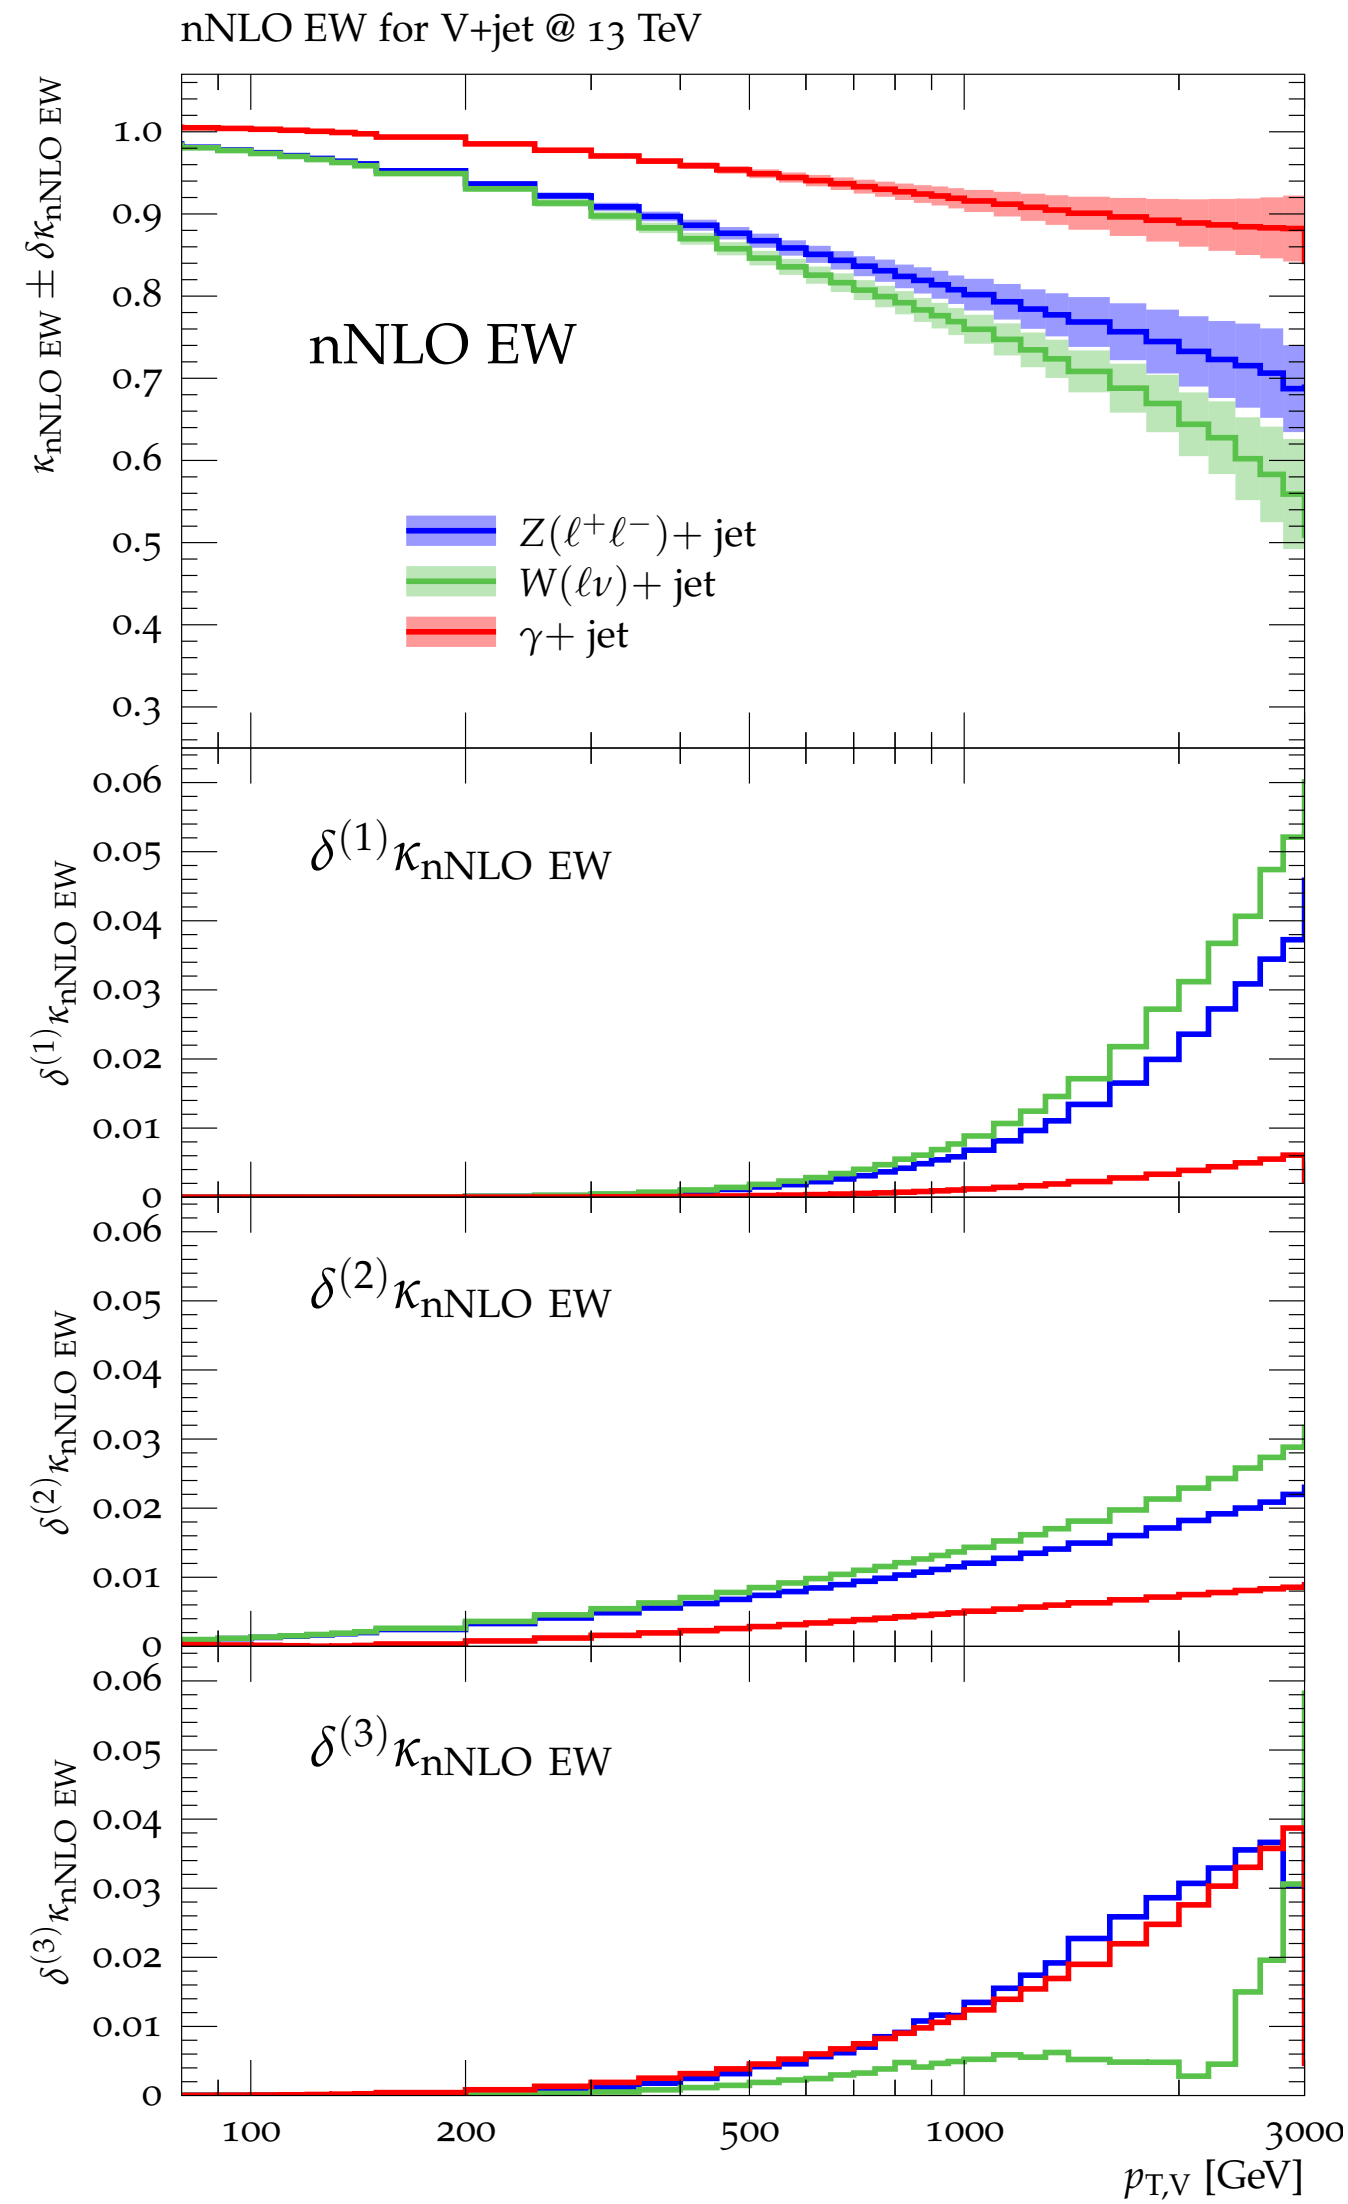 nNLO EW for V+jet @ 13 TeV
κnNLO EW ± δκnNLO EW
1.0
0.9
0.8
0.7
0.6
0.5
0.4
0.3
nNLO EW
Z(ℓ+ℓ−)+ jet
W(ℓν)+ jet
γ+ jet
δ(1)κnNLO EW
0.06
0.05
0.04
0.03
0.02
0.01
0
δ(1)κnNLO EW
δ(2)κnNLO EW
0.06
0.05
0.04
0.03
0.02
0.01
0
δ(2)κnNLO EW
δ(3)κnNLO EW
0.06
0.05
0.04
0.03
0.02
0.01
0
δ(3)κnNLO EW
100 200 500 1000 3000
pT,V [GeV]